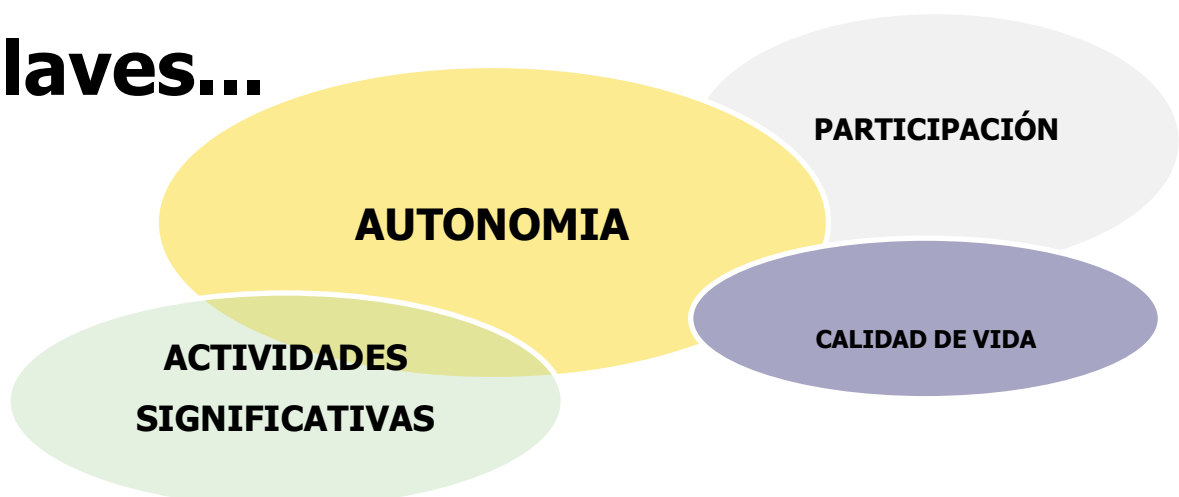 laves...
PARTICIPACIÓN
AUTONOMIA
CALIDAD DE VIDA
ACTIVIDADES
SIGNIFICATIVAS